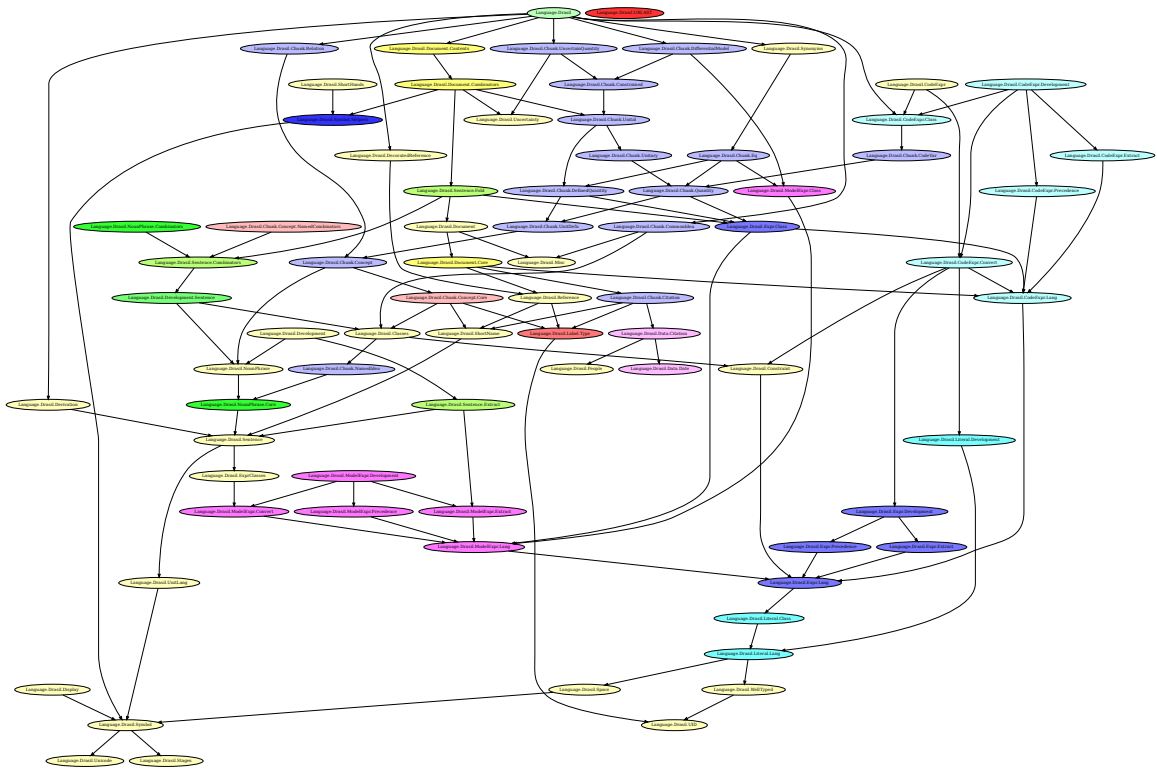 Language.Drasil
Language.Drasil.Chunk.Relation
Language.Drasil.Document.Contents
Language.Drasil.Chunk.UncertainQuantity
Language.Drasil.Chunk.DifferentialModel
Language.Drasil.Synonyms
Language.Drasil.ShortHands
Language.Drasil.Document.Combinators
Language.Drasil.Chunk.Constrained
Language.Drasil.CodeExpr
Language.Drasil.CodeExpr.Development
Language.Drasil.Uncertainty
Language.Drasil.Chunk.Unital
Language.Drasil.CodeExpr.Class
Language.Drasil.DecoratedReference
Language.Drasil.Chunk.Unitary
Language.Drasil.Chunk.Eq
Language.Drasil.Chunk.CodeVar
Language.Drasil.CodeExpr.Extract
Language.Drasil.Sentence.Fold
Language.Drasil.Chunk.DefinedQuantity
Language.Drasil.Chunk.Quantity
Language.Drasil.ModelExpr.Class
Language.Drasil.CodeExpr.Precedence
Language.Drasil.NounPhrase.Combinators
Language.Drasil.Chunk.Concept.NamedCombinators
Language.Drasil.Document
Language.Drasil.Chunk.UnitDefn
Language.Drasil.Chunk.CommonIdea
Language.Drasil.Expr.Class
Language.Drasil.Sentence.Combinators
Language.Drasil.Chunk.Concept
Language.Drasil.Document.Core
Language.Drasil.Misc
Language.Drasil.CodeExpr.Convert
Language.Drasil.Development.Sentence
Language.Drasil.Chunk.Concept.Core
Language.Drasil.Reference
Language.Drasil.Chunk.Citation
Language.Drasil.CodeExpr.Lang
Language.Drasil.Development
Language.Drasil.Classes
Language.Drasil.ShortName
Language.Drasil.Label.Type
Language.Drasil.Data.Citation
Language.Drasil.NounPhrase
Language.Drasil.Chunk.NamedIdea
Language.Drasil.People
Language.Drasil.Data.Date
Language.Drasil.Constraint
Language.Drasil.Derivation
Language.Drasil.NounPhrase.Core
Language.Drasil.Sentence.Extract
Language.Drasil.Sentence
Language.Drasil.Literal.Development
Language.Drasil.ExprClasses
Language.Drasil.ModelExpr.Development
Language.Drasil.ModelExpr.Convert
Language.Drasil.ModelExpr.Precedence
Language.Drasil.ModelExpr.Extract
Language.Drasil.Expr.Development
Language.Drasil.ModelExpr.Lang
Language.Drasil.Expr.Precedence
Language.Drasil.Expr.Extract
Language.Drasil.UnitLang
Language.Drasil.Expr.Lang
Language.Drasil.Literal.Class
Language.Drasil.Literal.Lang
Language.Drasil.Display
Language.Drasil.Space
Language.Drasil.WellTyped
Language.Drasil.Symbol
Language.Drasil.UID
Language.Drasil.Unicode
Language.Drasil.Stages